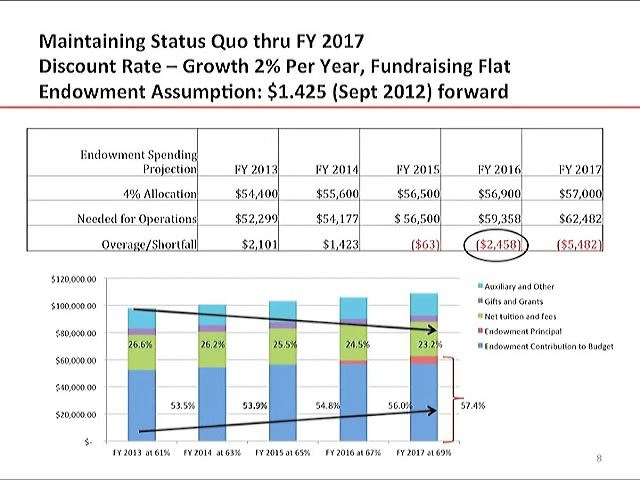 Maintaining Status Quo thru FY 2017
Discount Rate – Growth 2% Per Year, Fundraising Flat
Endowment Assumption: $1.425 (Sept 2012) forward
Endowment Spending
Projection FY 2013 FY 2014 FY 2015 FY 2016 FY 2017
4% Allocation $54,400 $55,600 $56,500 $56,900 $57,000
Needed for Operations $52,299 $54,177 $ 56,500 $59,358 $62,482
Overage/Shortfall $2,101 $1,423 ($63) ($2,458) ($5,482)
$120,000.00
$100,000.00
$80,000.00
$60,000.00
$40,000.00
$20,000.00
$-
26.6% 26.2% 25.5% 24.5% 23.2%
53.5% 53.9% 54.8% 56.0% 57.4%
FY 2013 at 61% FY 2014 at 63% FY 2015 at 65% FY 2016 at 67% FY 2017 at 69%
Auxiliary and Other
Gifts and Grants
Net tuition and fees
Endowment Principal
Endowment Contribution to Budget
8